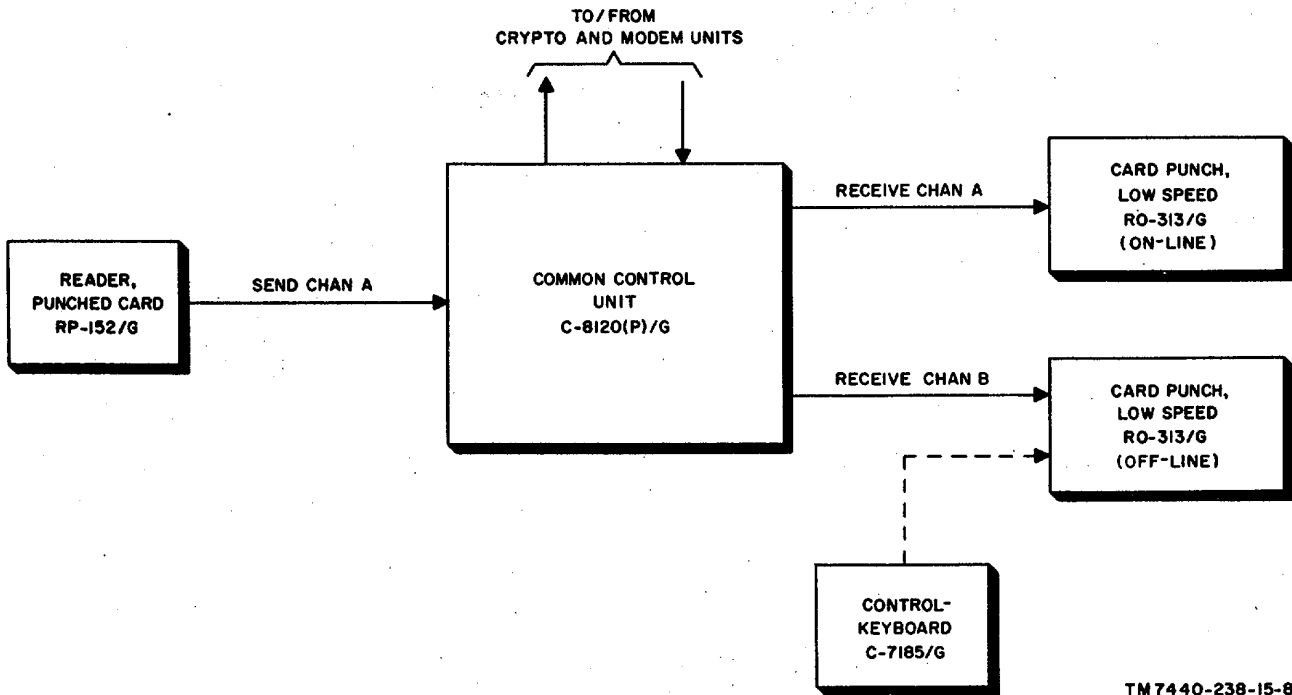 TO/FROM
CRYPTO AND MODEM UNITS
READER,
PUNCHED CARD
RP-152/G
SEND CHAN A
COMMON CONTROL
UNIT
C-8120(P)/G
RECEIVE CHAN A
CARD PUNCH,
LOW SPEED
RO-313/G
(ON-LINE)
RECEIVE CHAN B
CARD PUNCH,
LOW SPEED
RO-313/G
(OFF-LINE)
CONTROL-
KEYBOARD
C-7185/G
TM7440-238-15-8